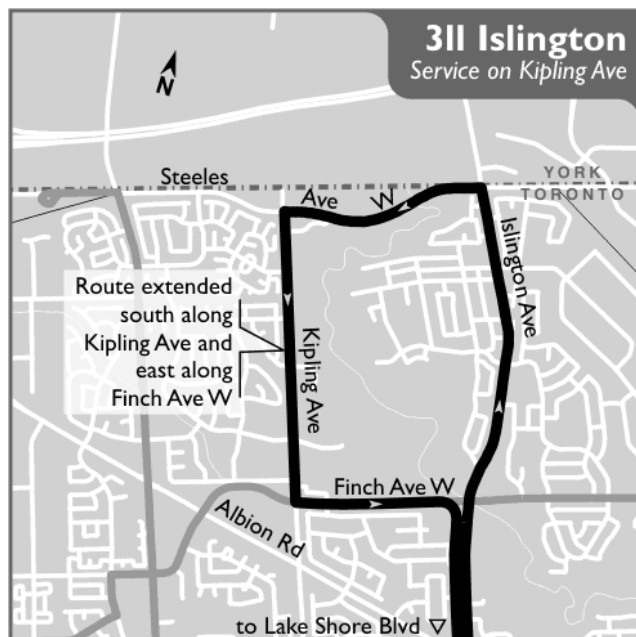 311 Islington
Service on Kipling Ave
N
Steeles
Ave
W
YORK
TORONTO
Islington Ave
Route extended
south along
Kipling Ave and
east along
Finch Ave W
Kipling Ave
Finch Ave W
Albion Rd
to Lake Shore Blvd